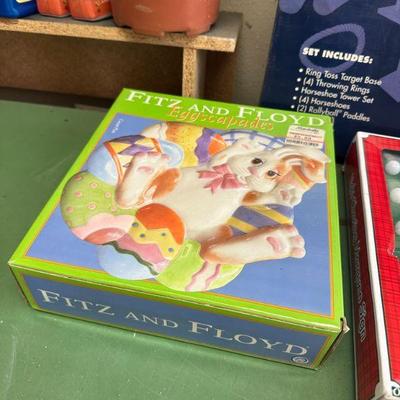 SET INCLUDES:
• Ring Toss Target Base
• (4) Throwing Rings
• Horseshoe Tower Set
• (4) Horseshoes
• (2) Rollyball™ Paddles
FITZ AND FLOYD
Eggscapades
FITZ AND FLOYD